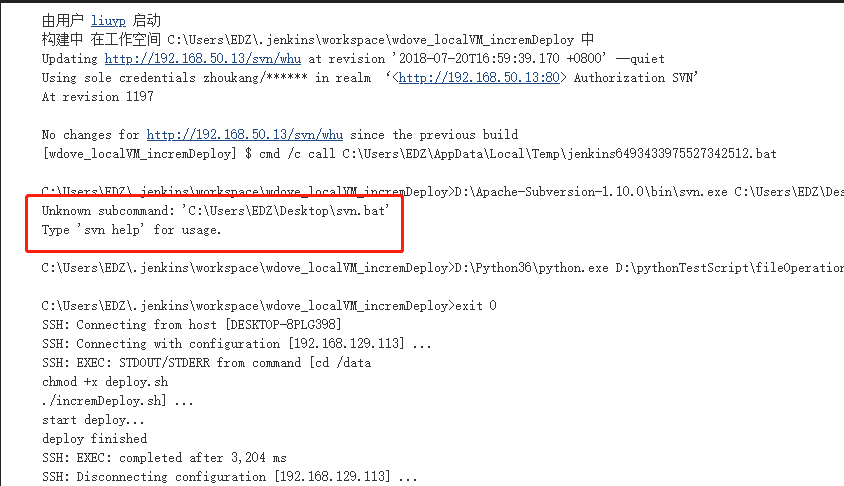 由用户 liuyp 启动
构建中 在工作空间 C:\Users\EDZ\.jenkins\workspace\wdove_localVM_incremDeploy 中
Updating http://192.168.50.13/svn/whu at revision '2018-07-20T16:59:39.170 +0800' --quiet
Using sole credentials zhoukang/****** in realm ‘<http://192.168.50.13:80> Authorization SVN’
At revision 1197
No changes for http://192.168.50.13/svn/whu since the previous build
[wdove_localVM_incremDeploy] $ cmd /c call C:\Users\EDZ\AppData\Local\Temp\jenkins6493433975527342512.bat
C:\Users\EDZ\.jenkins\workspace\wdove_localVM_incremDeploy>D:\Apache-Subversion-1.10.0\bin\svn.exe C:\Users\EDZ\Des
Unknown subcommand: 'C:\Users\EDZ\Desktop\svn.bat'
Type 'svn help' for usage.
C:\Users\EDZ\.jenkins\workspace\wdove_localVM_incremDeploy>D:\Python36\python.exe D:\pythonTestScript\fileOperation
C:\Users\EDZ\.jenkins\workspace\wdove_localVM_incremDeploy>exit 0
SSH: Connecting from host [DESKTOP-8PLG398]
SSH: Connecting with configuration [192.168.129.113] ...
SSH: EXEC: STDOUT/STDERR from command [cd /data
chmod +x deploy.sh
./incremDeploy.sh] ...
start deploy...
deploy finished
SSH: EXEC: completed after 3,204 ms
SSH: Disconnecting configuration [192.168.129.113] ...